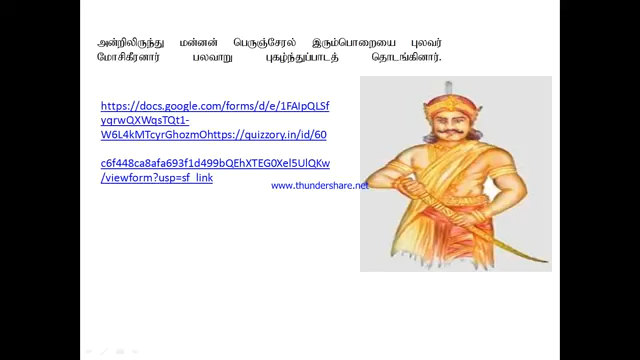 அன்றிலிருந்து மன்னன் பெருஞ்சேரல் இரும்பொறையை புலவர்
மோசிகீரனார் பலவாறு புகழ்ந்துப்பாடத் தொடங்கினார்.
https://docs.google.com/forms/d/e/1FAIpQLSf
yqrwQXWqsTQt1-
W6L4kMTcyrGhozmOhttps://quizzory.in/id/60
c6f448ca8afa693f1d499bQEhXTEG0Xel5UlQKw
/viewform?usp=sf_link
www.thundershare.net